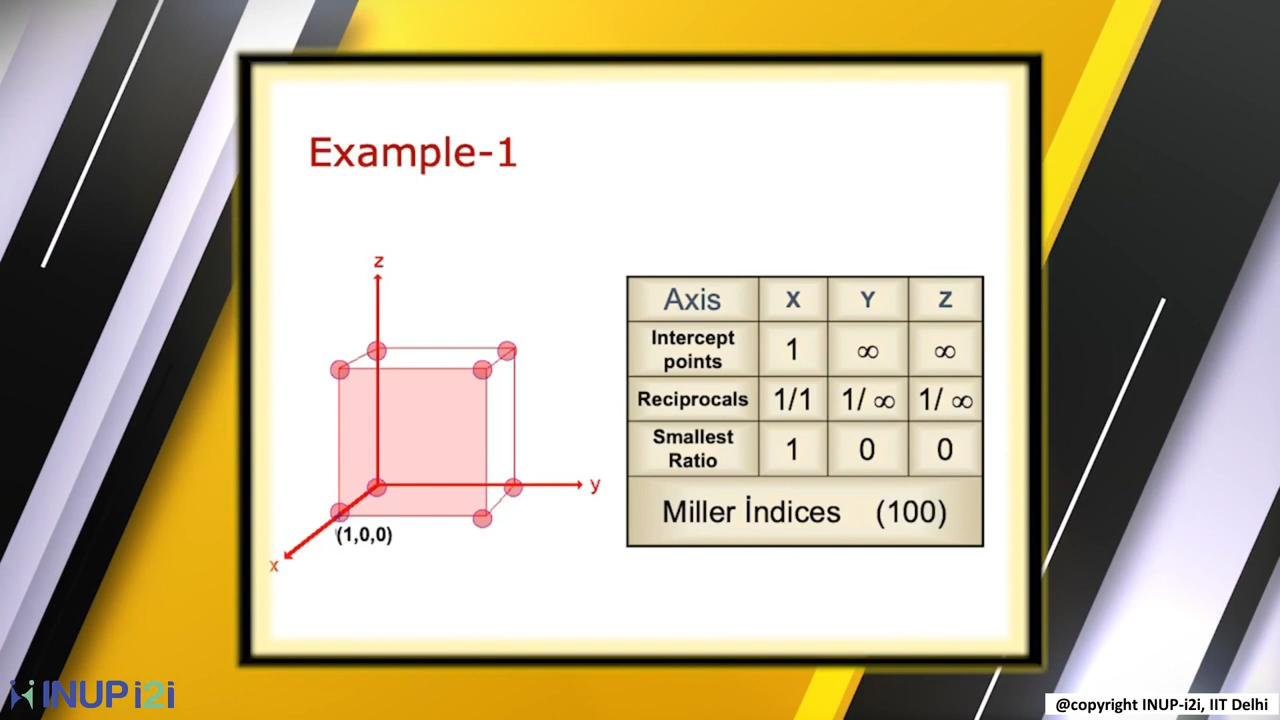 Example-1
z
y
(1,0,0)
x
Axis X Y Z
Intercept points 1 ∞ ∞
Reciprocals 1/1 1/ ∞ 1/ ∞
Smallest Ratio 1 0 0
Miller İndices (100)
INUP i2i
@copyright INUP-i2i, IIT Delhi